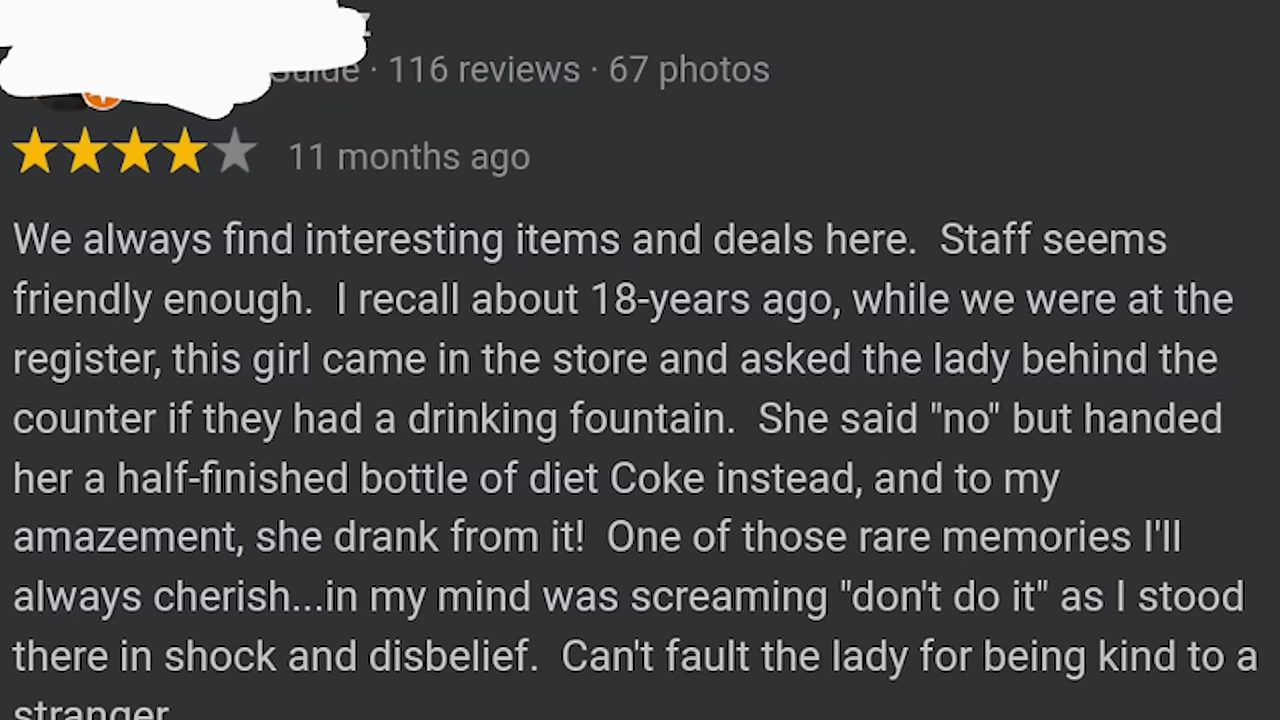 · 116 reviews · 67 photos
11 months ago
We always find interesting items and deals here.  Staff seems
friendly enough.  I recall about 18-years ago, while we were at the
register, this girl came in the store and asked the lady behind the
counter if they had a drinking fountain.  She said "no" but handed
her a half-finished bottle of diet Coke instead, and to my
amazement, she drank from it!  One of those rare memories I'll
always cherish...in my mind was screaming "don't do it" as I stood
there in shock and disbelief.  Can't fault the lady for being kind to a
stranger